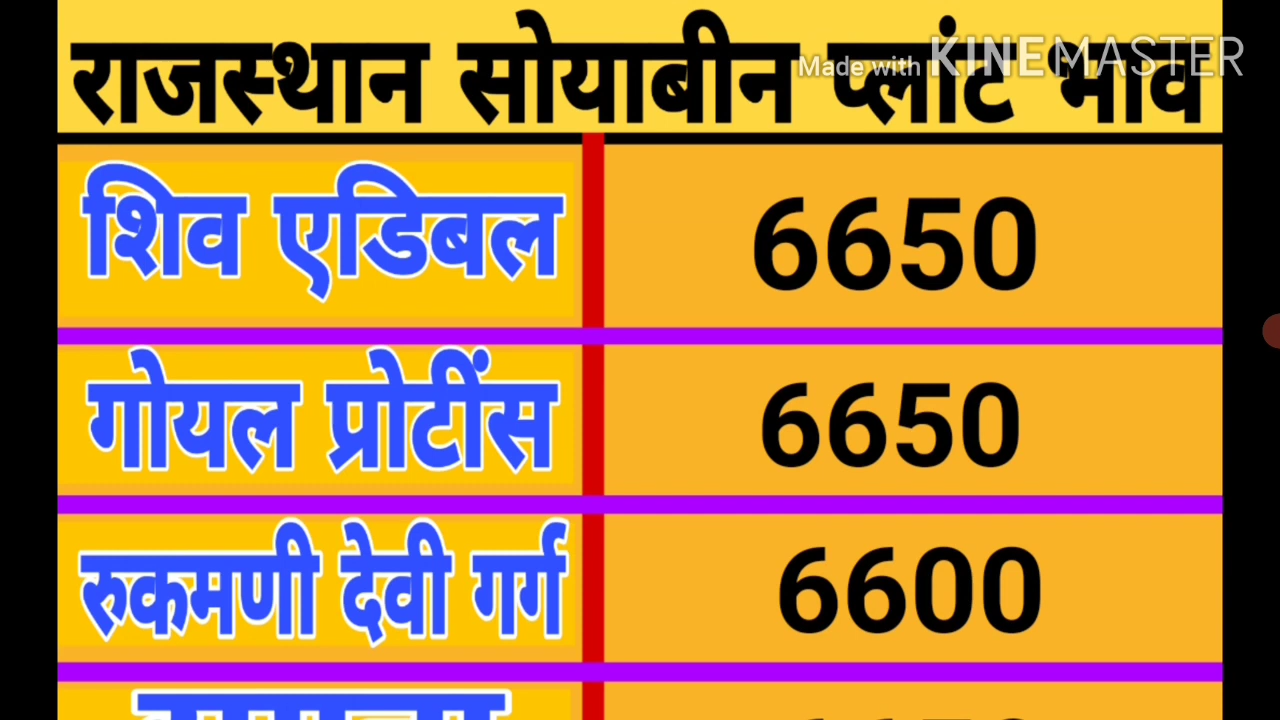 राजस्थान सोयाबीन प्लांट भाव
Made with KINEMASTER
शिव एडिबल 6650
गोयल प्रोटींस 6650
रुकमणी देवी गर्ग 6600